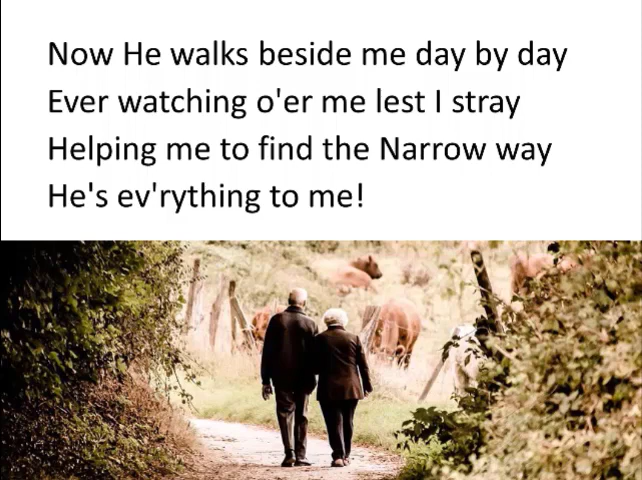 Now He walks beside me day by day
Ever watching o'er me lest I stray
Helping me to find the Narrow way
He's ev'rything to me!